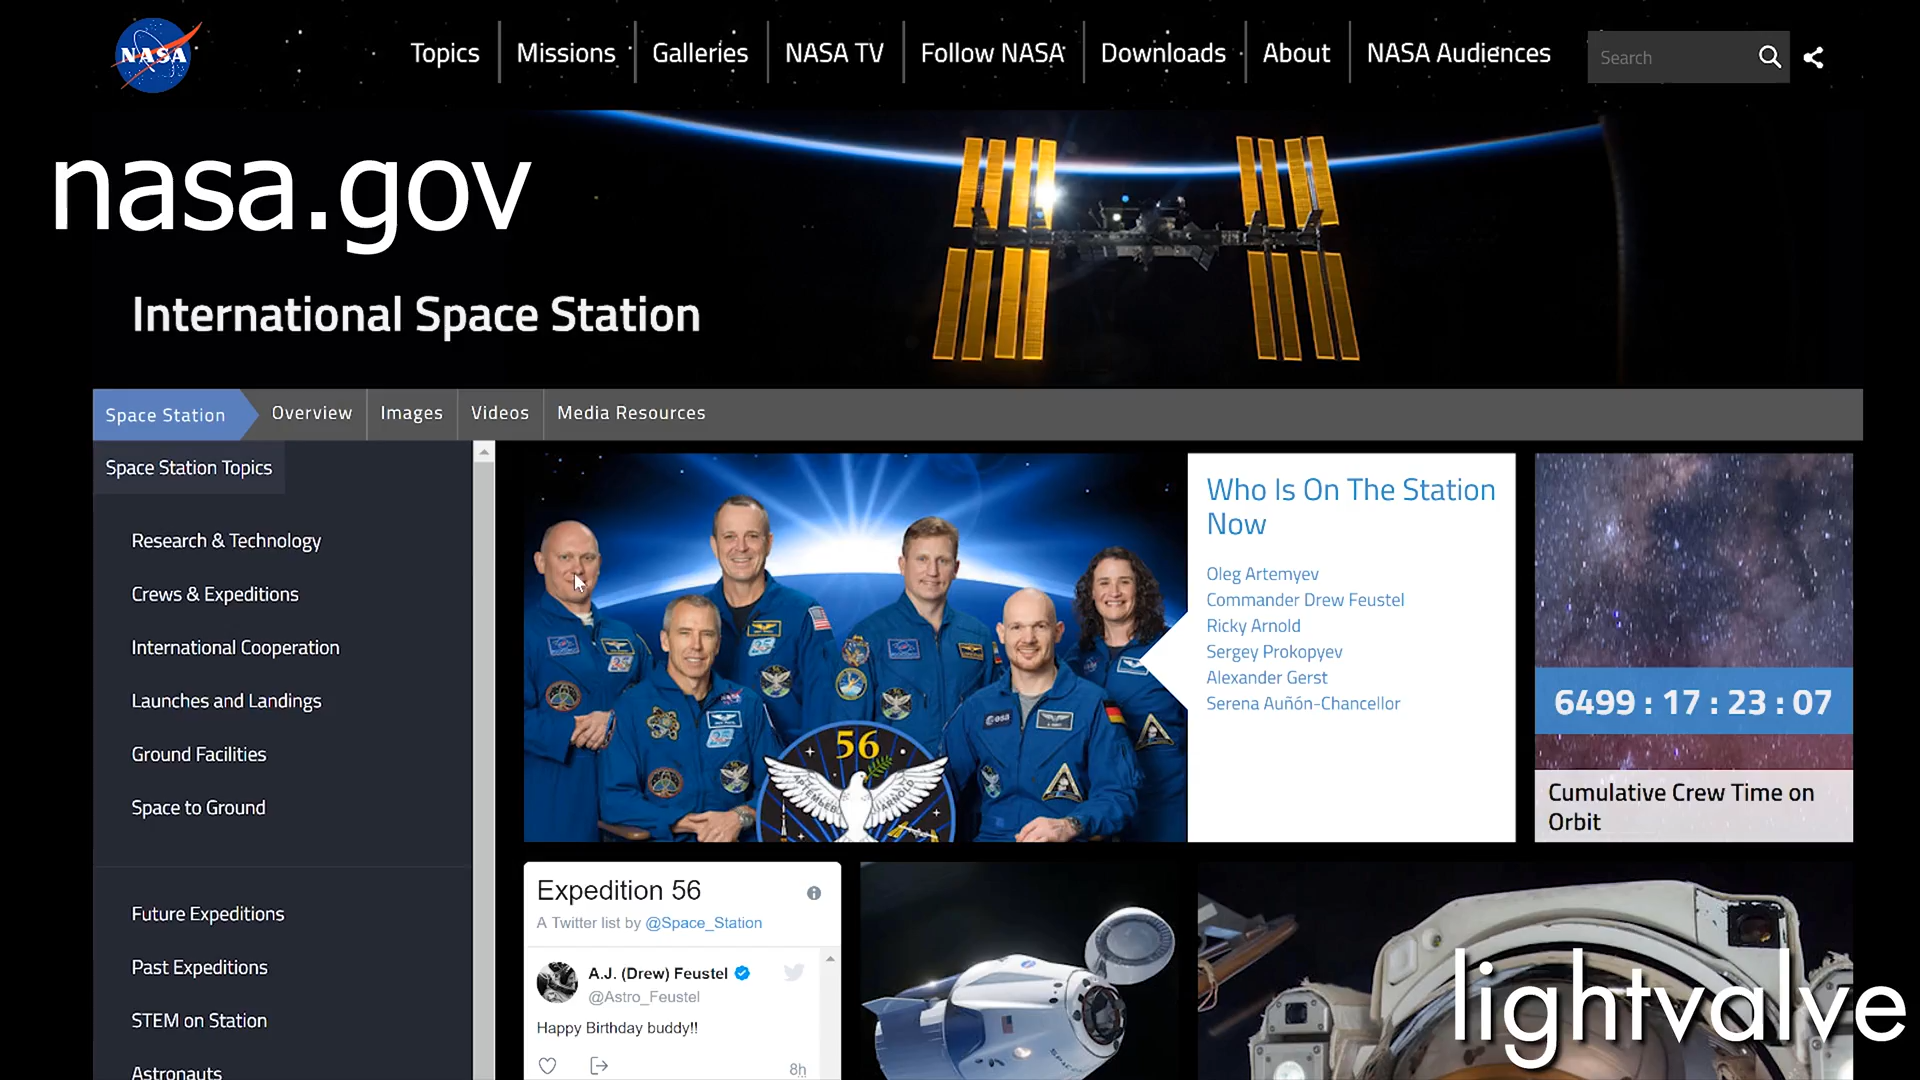 NASA
Topics
Missions
Galleries
NASA TV
Follow NASA
Downloads
About
NASA Audiences
Search
nasa.gov
International Space Station
Space Station
Overview
Images
Videos
Media Resources
Space Station Topics
Research & Technology
Crews & Expeditions
International Cooperation
Launches and Landings
Ground Facilities
Space to Ground
Future Expeditions
Past Expeditions
STEM on Station
Astronauts
esa
56
АРТЕМЬЕВ
ARNOLD
Who Is On The Station
Now
Oleg Artemyev
Commander Drew Feustel
Ricky Arnold
Sergey Prokopyev
Alexander Gerst
Serena Auñón-Chancellor
6499 : 17 : 23 : 07
Cumulative Crew Time on
Orbit
Expedition 56
A Twitter list by @Space_Station
A.J. (Drew) Feustel
@Astro_Feustel
Happy Birthday buddy!!
8h
lightvalve